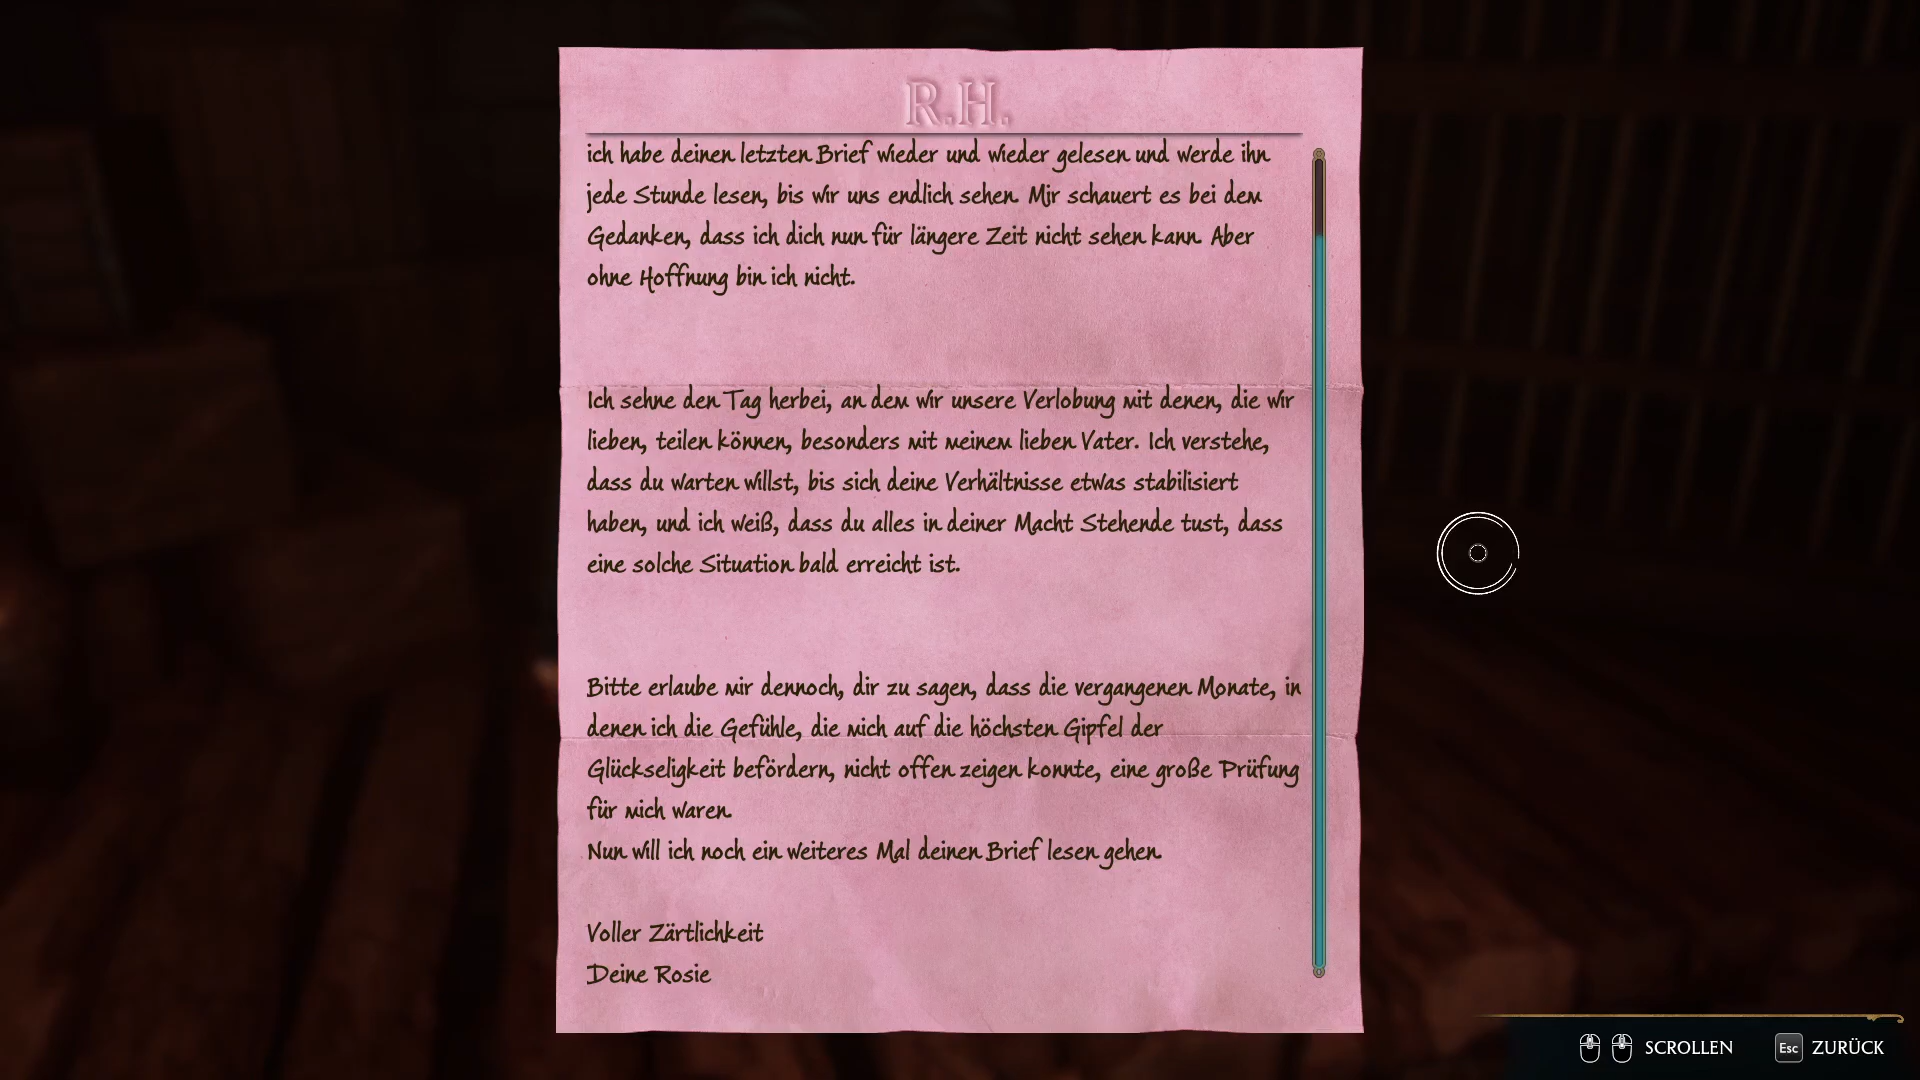 R.H.
ich habe deinen letzten Brief wieder und wieder gelesen und werde ihn
jede Stunde lesen, bis wir uns endlich sehen. Mir schauert es bei dem
Gedanken, dass ich dich nun für längere Zeit nicht sehen kann. Aber
ohne Hoffnung bin ich nicht.
Ich sehne den Tag herbei, an dem wir unsere Verlobung mit denen, die wir
lieben, teilen können, besonders mit meinem lieben Vater. Ich verstehe,
dass du warten willst, bis sich deine Verhältnisse etwas stabilisiert
haben, und ich weiß, dass du alles in deiner Macht Stehende tust, dass
eine solche Situation bald erreicht ist.
Bitte erlaube mir dennoch, dir zu sagen, dass die vergangenen Monate, in
denen ich die Gefühle, die mich auf die höchsten Gipfel der
Glückseligkeit befördern, nicht offen zeigen konnte, eine große Prüfung
für mich waren.
Nun will ich noch ein weiteres Mal deinen Brief lesen gehen.
Voller Zärtlichkeit
Deine Rosie
SCROLLEN
Esc ZURÜCK